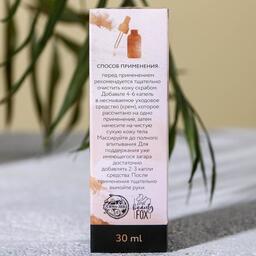 СПОСОБ ПРИМЕНЕНИЯ:
перед применением
рекомендуется тщательно
очистить кожу скрабом.
Добавьте 4-6 капель
в несмываемое уходовое
средство (крем), которое
рассчитано на одно
применение, затем
нанесите на чистую
сухую кожу тела.
Массируйте до полного
впитывания. Для
поддержания уже
имеющегося загара
достаточно
добавлять 2-3 капли
средства. После
применения тщательно
вымойте руки.
beauty
FOX
30 ml